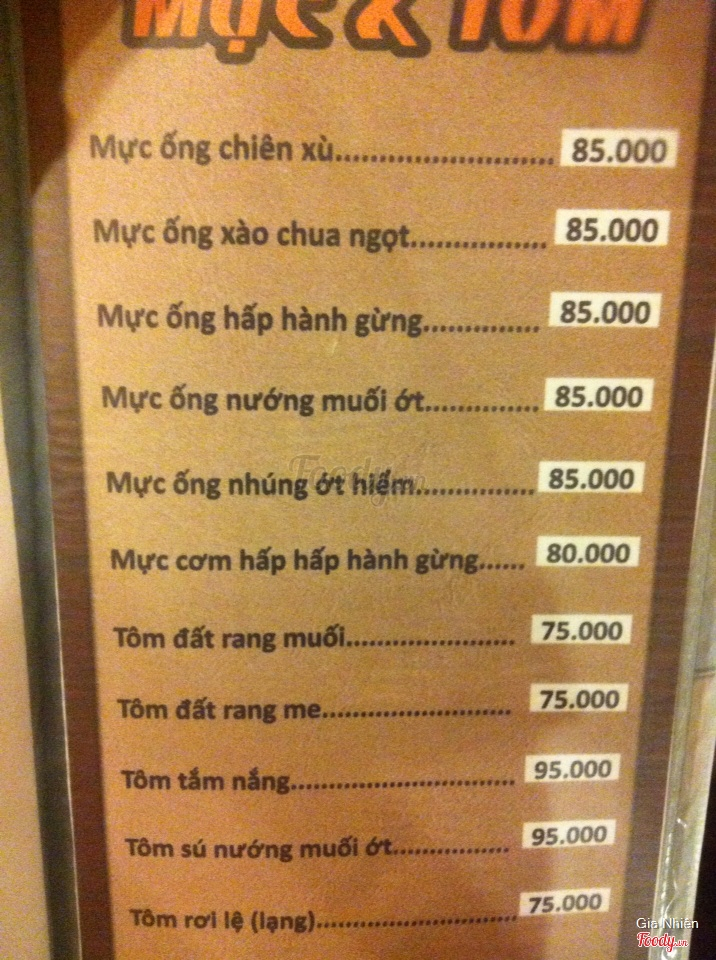 MỰC & TÔM
Mực ống chiên xù........................ 85.000
Mực ống xào chua ngọt................ 85.000
Mực ống hấp hành gừng.............. 85.000
Mực ống nướng muối ớt.............. 85.000
Mực ống nhúng ớt hiểm.............. 85.000
Mực cơm hấp hấp hành gừng...... 80.000
Tôm đất rang muối..................... 75.000
Tôm đất rang me........................ 75.000
Tôm tắm nắng............................ 95.000
Tôm sú nướng muối ớt................ 95.000
Tôm rơi lệ (lạng)......................... 75.000
Foody.vn
Gia Nhiên
Foody.vn